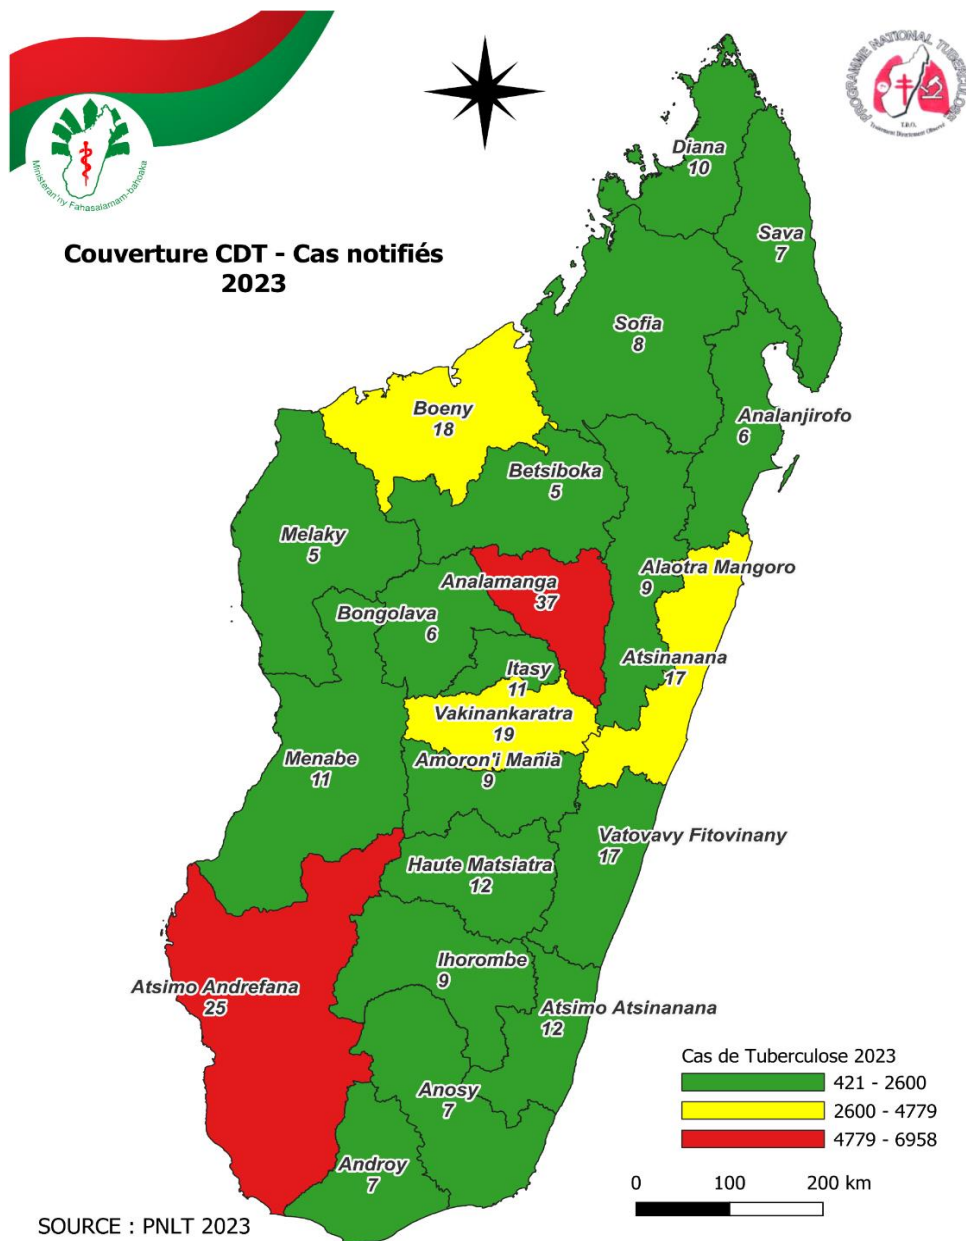 PROGRAMME NATIONAL TUBERCULOSE
T.D.O.
Traitement Directement Observé
Ministeran'ny Fahasalamam-bahoaka
Couverture CDT - Cas notifiés
2023
Diana
10
Sava
7
Sofia
8
Boeny
18
Analanjirofo
6
Betsiboka
5
Melaky
5
Alaotra Mangoro
9
Analamanga
37
Bongolava
6
Itasy
11
Atsinanana
17
Vakinankaratra
19
Menabe
11
Amoron'i Mania
9
Vatovavy Fitovinany
17
Haute Matsiatra
12
Ihorombe
9
Atsimo Andrefana
25
Atsimo Atsinanana
12
Anosy
7
Androy
7
Cas de Tuberculose 2023
421 - 2600
2600 - 4779
4779 - 6958
0 100 200 km
SOURCE : PNLT 2023